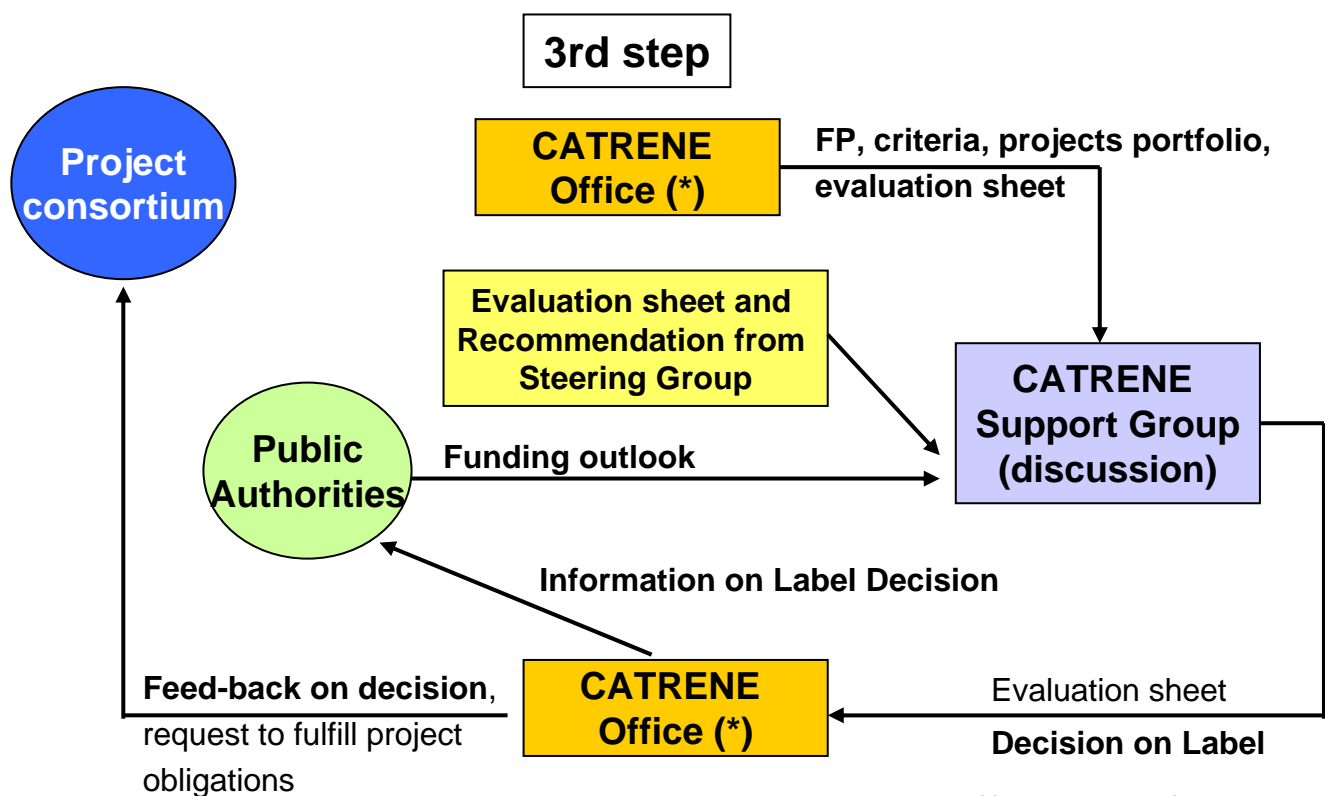 3rd step
CATRENE
Office (*)
FP, criteria, projects portfolio,
evaluation sheet
Project
consortium
Evaluation sheet and
Recommendation from
Steering Group
CATRENE
Support Group
(discussion)
Public
Authorities
Funding outlook
Information on Label Decision
CATRENE
Office (*)
Feed-back on decision,
request to fulfill project
obligations
Evaluation sheet
Decision on Label